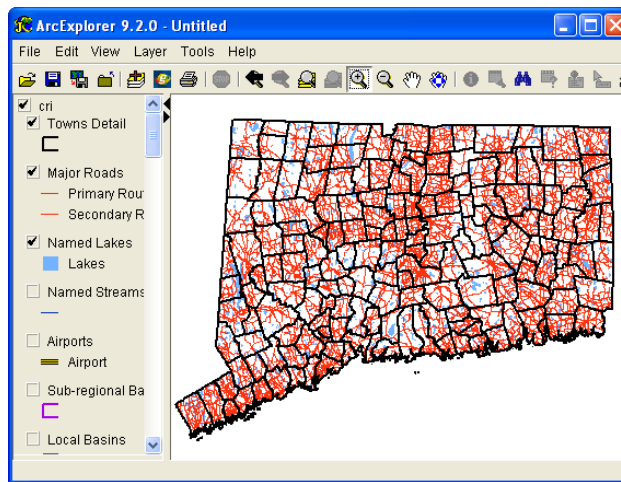 ArcExplorer 9.2.0 - Untitled
File Edit View Layer Tools Help
cri
Towns Detail
Major Roads
Primary Rou
Secondary R
Named Lakes
Lakes
Named Streams
Airports
Airport
Sub-regional Ba
Local Basins